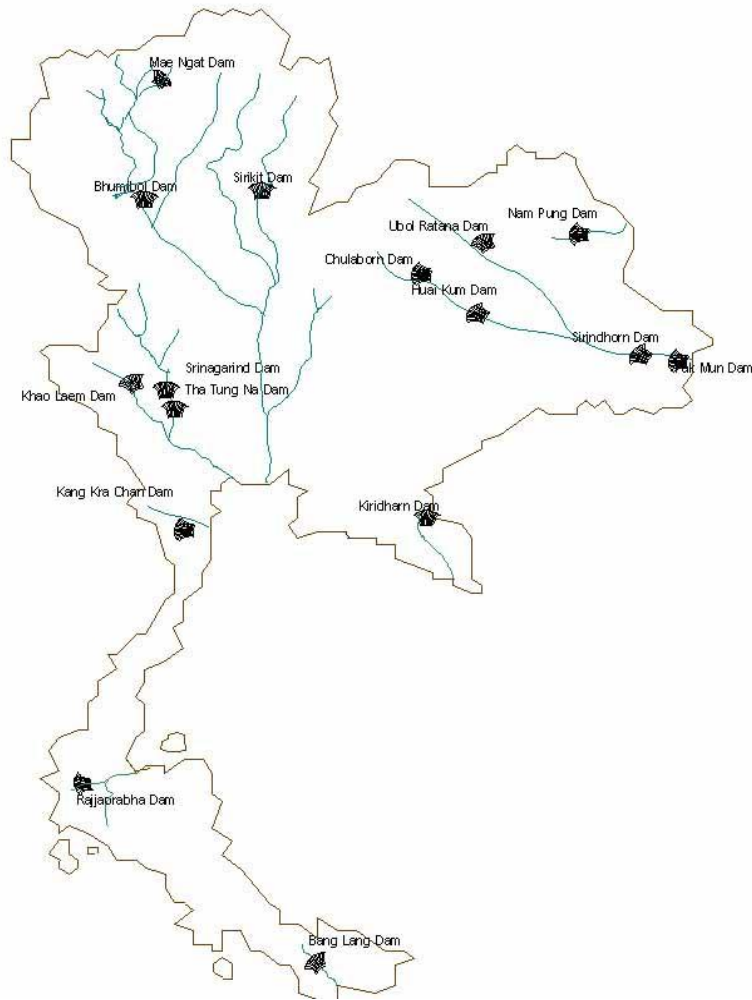 Mae Ngat Dam
Bhumibol Dam
Sirikit Dam
Nam Pung Dam
Ubol Ratana Dam
Chulaborn Dam
Huai Kum Dam
Sirindhorn Dam
Pak Mun Dam
Srinagarind Dam
Tha Tung Na Dam
Khao Laem Dam
Kang Kra Chan Dam
Kiridharn Dam
Rajjaprabha Dam
Bang Lang Dam